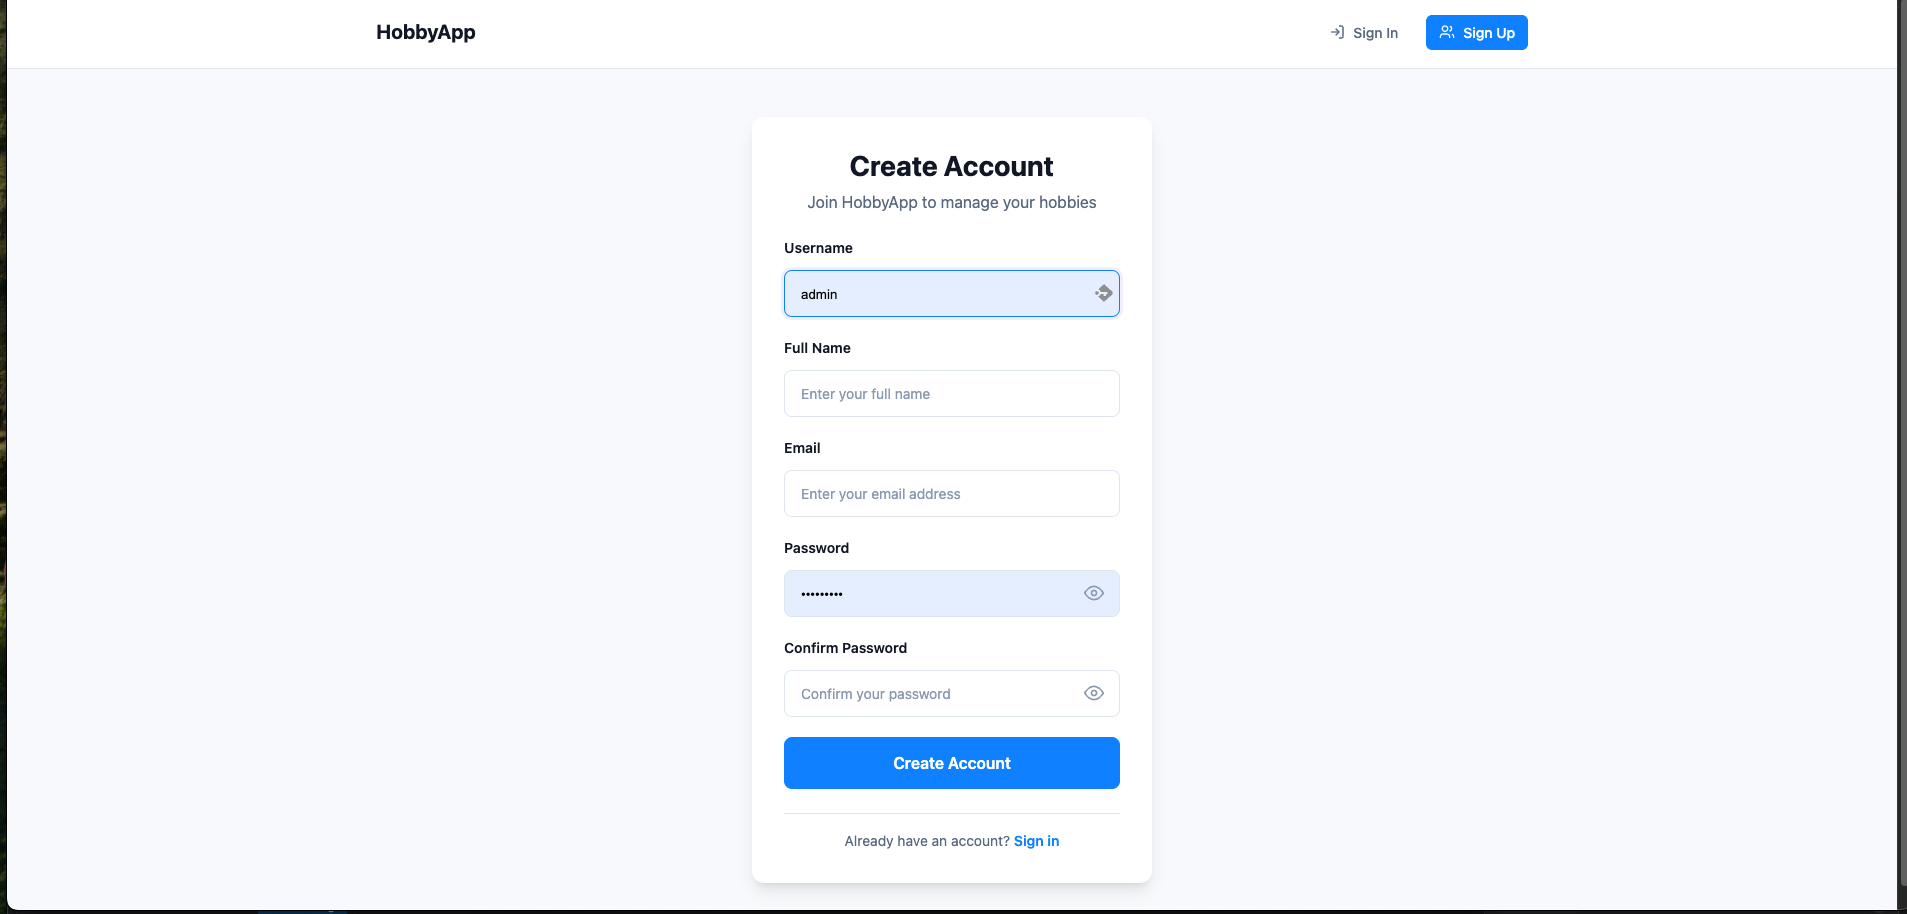 HobbyApp
Sign In
Sign Up
Create Account
Join HobbyApp to manage your hobbies
Username
admin
Full Name
Enter your full name
Email
Enter your email address
Password
•••••••••
Confirm Password
Confirm your password
Create Account
Already have an account? Sign in